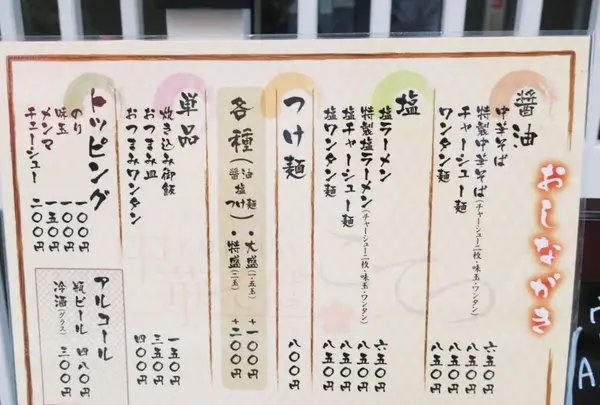 おしながき
醤油
中華そば 六五〇円
特製中華そば(チャーシュー二枚・味玉・ワンタン) 八五〇円
チャーシュー麺 八五〇円
ワンタン麺 八五〇円
塩
塩ラーメン 六五〇円
特製塩ラーメン(チャーシュー二枚・味玉・ワンタン) 八五〇円
塩チャーシュー麺 八五〇円
塩ワンタン麺 八五〇円
つけ麺 八〇〇円
各種(醤油 塩 つけ麺)
・大盛(一・五玉) +一〇〇円
・特盛(二玉) +二〇〇円
単品
炊き込み御飯 一五〇円
おつまみ皿 三五〇円
おつまみワンタン 四〇〇円
トッピング
のり 一〇〇円
味玉 一〇〇円
メンマ 一五〇円
チャーシュー 二〇〇円
アルコール
瓶ビール 四八〇円
冷酒(グラス) 三〇〇円
A